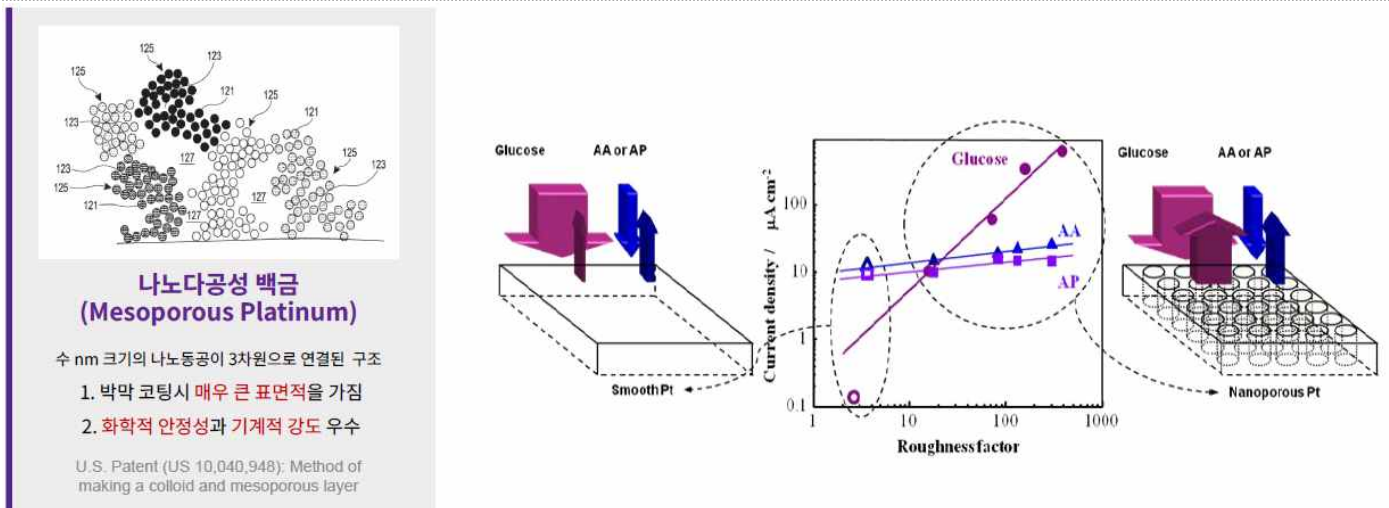 125
123
125
121
125
121
123
125
123
123
127
125
127
121
127
나노다공성 백금
(Mesoporous Platinum)
수 nm 크기의 나노동공이 3차원으로 연결된 구조
1. 박막 코팅시 매우 큰 표면적을 가짐
2. 화학적 안정성과 기계적 강도 우수
U.S. Patent (US 10,040,948): Method of
making a colloid and mesoporous layer
Glucose
AA or AP
Smooth Pt
Current density / μA cm-2
100
10
1
0.1
Glucose
AA
AP
1
10
100
1000
Roughness factor
Glucose
AA or AP
Nanoporous Pt